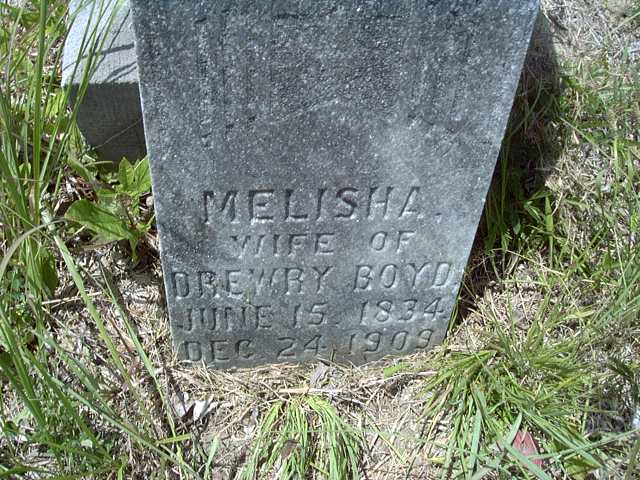 MELISHA.
WIFE OF
DREWRY BOYD.
JUNE 15, 1834.
DEC 24, 1909.